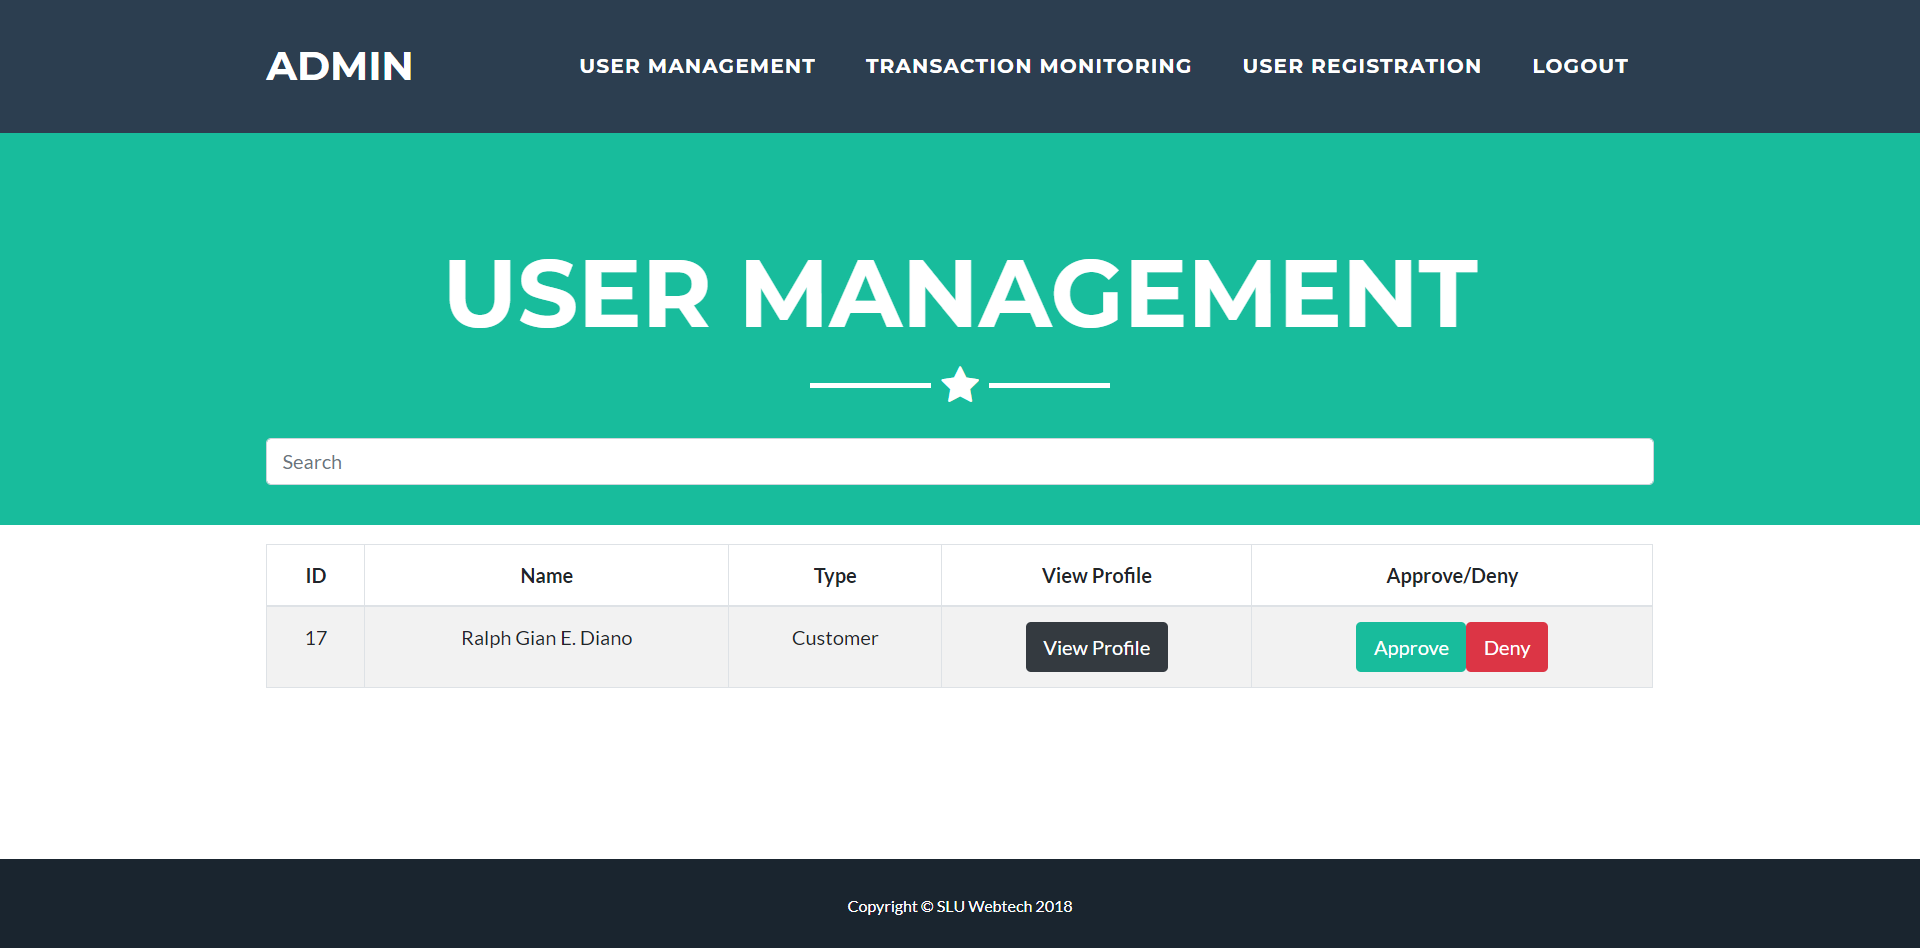 ADMIN USER MANAGEMENT TRANSACTION MONITORING USER REGISTRATION LOGOUT
USER MANAGEMENT
Search
ID Name Type View Profile Approve/Deny
17 Ralph Gian E. Diano Customer View Profile Approve Deny
Copyright © SLU Webtech 2018